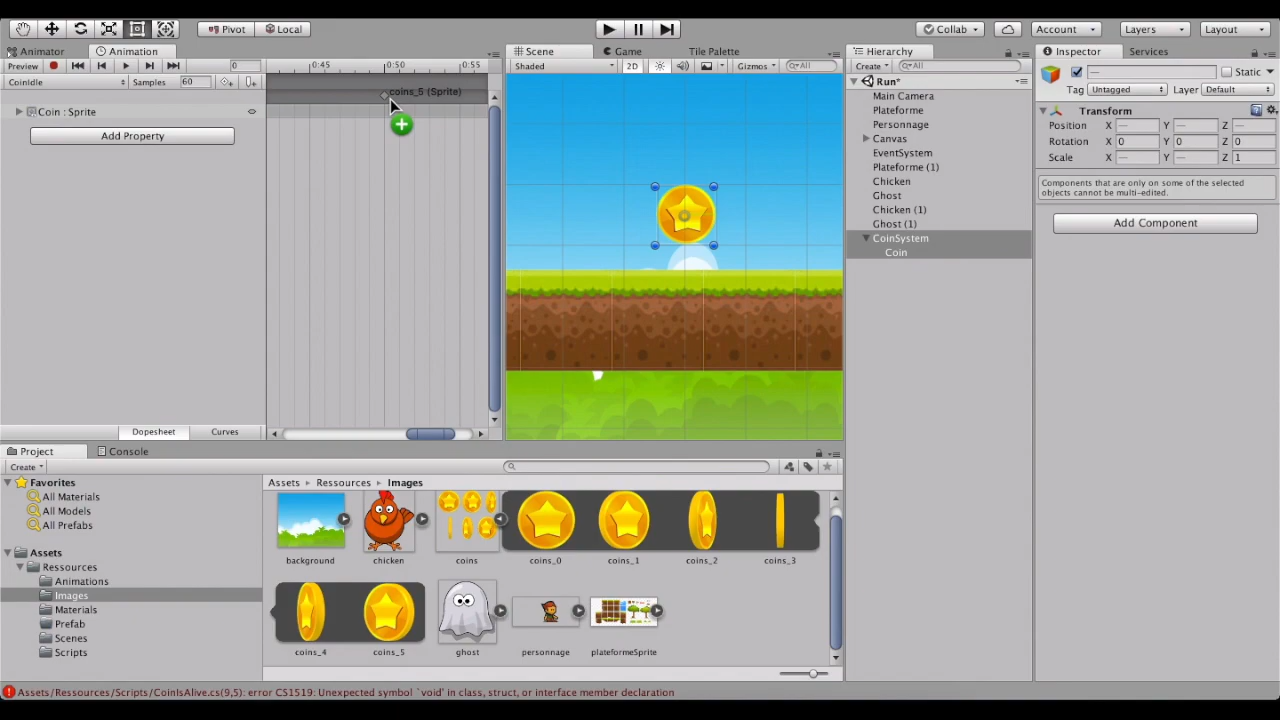 Pivot Local Collab Account Layers Layout
Animator Animation
Scene Game Tile Palette
Hierarchy
Inspector Services
Preview 0 0:45 0:50 0:55
Shaded 2D Gizmos All
Create All
Static
CoinIdle Samples 60
coins_5 (Sprite)
Tag Untagged Layer Default
Coin : Sprite
Add Property
Run*
Main Camera
Plateforme
Personnage
Canvas
EventSystem
Plateforme (1)
Chicken
Ghost
Chicken (1)
Ghost (1)
CoinSystem
Coin
Transform
Position X — Y — Z —
Rotation X 0 Y 0 Z 0
Scale X — Y — Z 1
Components that are only on some of the selected
objects cannot be multi-edited.
Add Component
Dopesheet Curves
Project Console
Create
Favorites
All Materials
All Models
All Prefabs
Assets
Ressources
Animations
Images
Materials
Prefab
Scenes
Scripts
Assets Ressources Images
background chicken coins coins_0 coins_1 coins_2 coins_3
coins_4 coins_5 ghost personnage plateformeSprite
Assets/Ressources/Scripts/CoinIsAlive.cs(9,5): error CS1519: Unexpected symbol `void' in class, struct, or interface member declaration